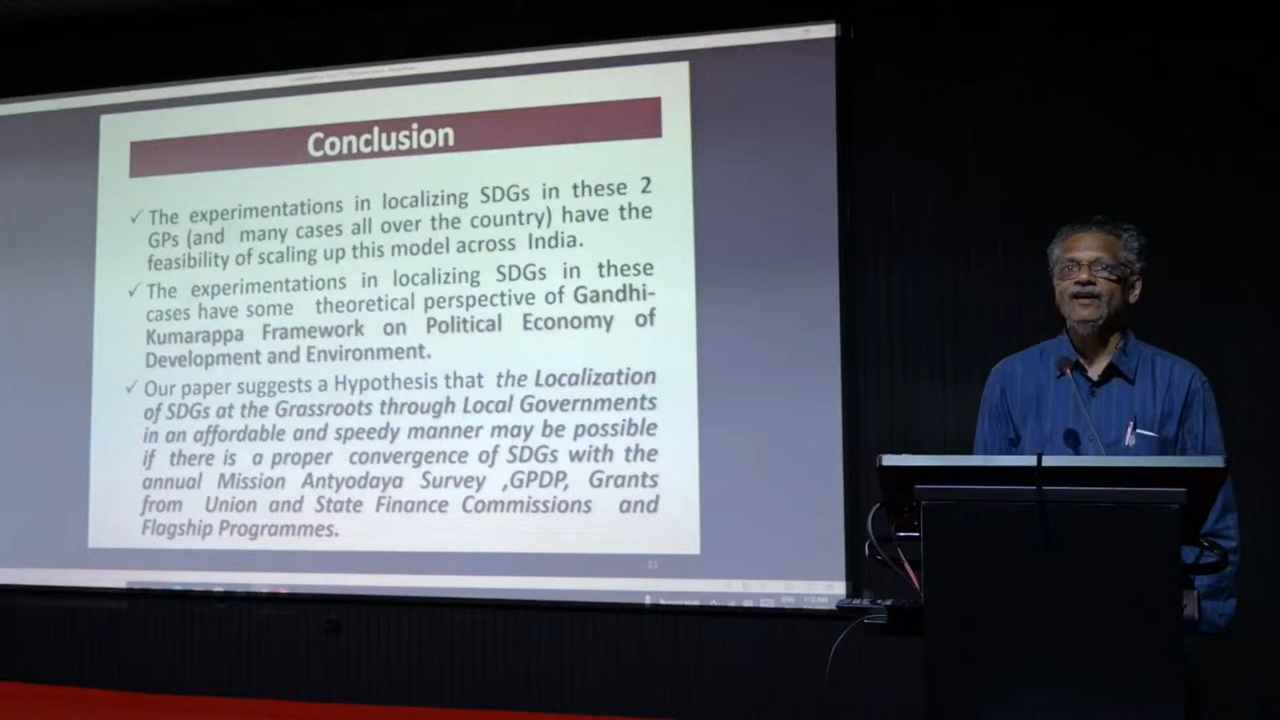 Conclusion
✓ The experimentations in localizing SDGs in these 2
GPs (and many cases all over the country) have the
feasibility of scaling up this model across India.
✓ The experimentations in localizing SDGs in these
cases have some theoretical perspective of Gandhi-
Kumarappa Framework on Political Economy of
Development and Environment.
✓ Our paper suggests a Hypothesis that the Localization
of SDGs at the Grassroots through Local Governments
in an affordable and speedy manner may be possible
if there is a proper convergence of SDGs with the
annual Mission Antyodaya Survey ,GPDP, Grants
from Union and State Finance Commissions and
Flagship Programmes.
21
ENG